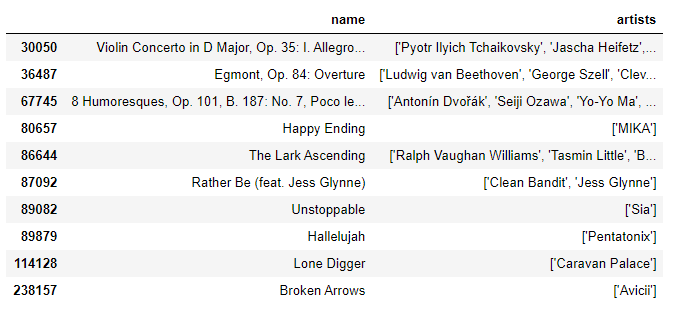 name artists
30050 Violin Concerto in D Major, Op. 35: I. Allegro... ['Pyotr Ilyich Tchaikovsky', 'Jascha Heifetz',...
36487 Egmont, Op. 84: Overture ['Ludwig van Beethoven', 'George Szell', 'Clev...
67745 8 Humoresques, Op. 101, B. 187: No. 7, Poco le... ['Antonín Dvořák', 'Seiji Ozawa', 'Yo-Yo Ma', ...
80657 Happy Ending ['MIKA']
86644 The Lark Ascending ['Ralph Vaughan Williams', 'Tasmin Little', 'B...
87092 Rather Be (feat. Jess Glynne) ['Clean Bandit', 'Jess Glynne']
89082 Unstoppable ['Sia']
89879 Hallelujah ['Pentatonix']
114128 Lone Digger ['Caravan Palace']
238157 Broken Arrows ['Avicii']